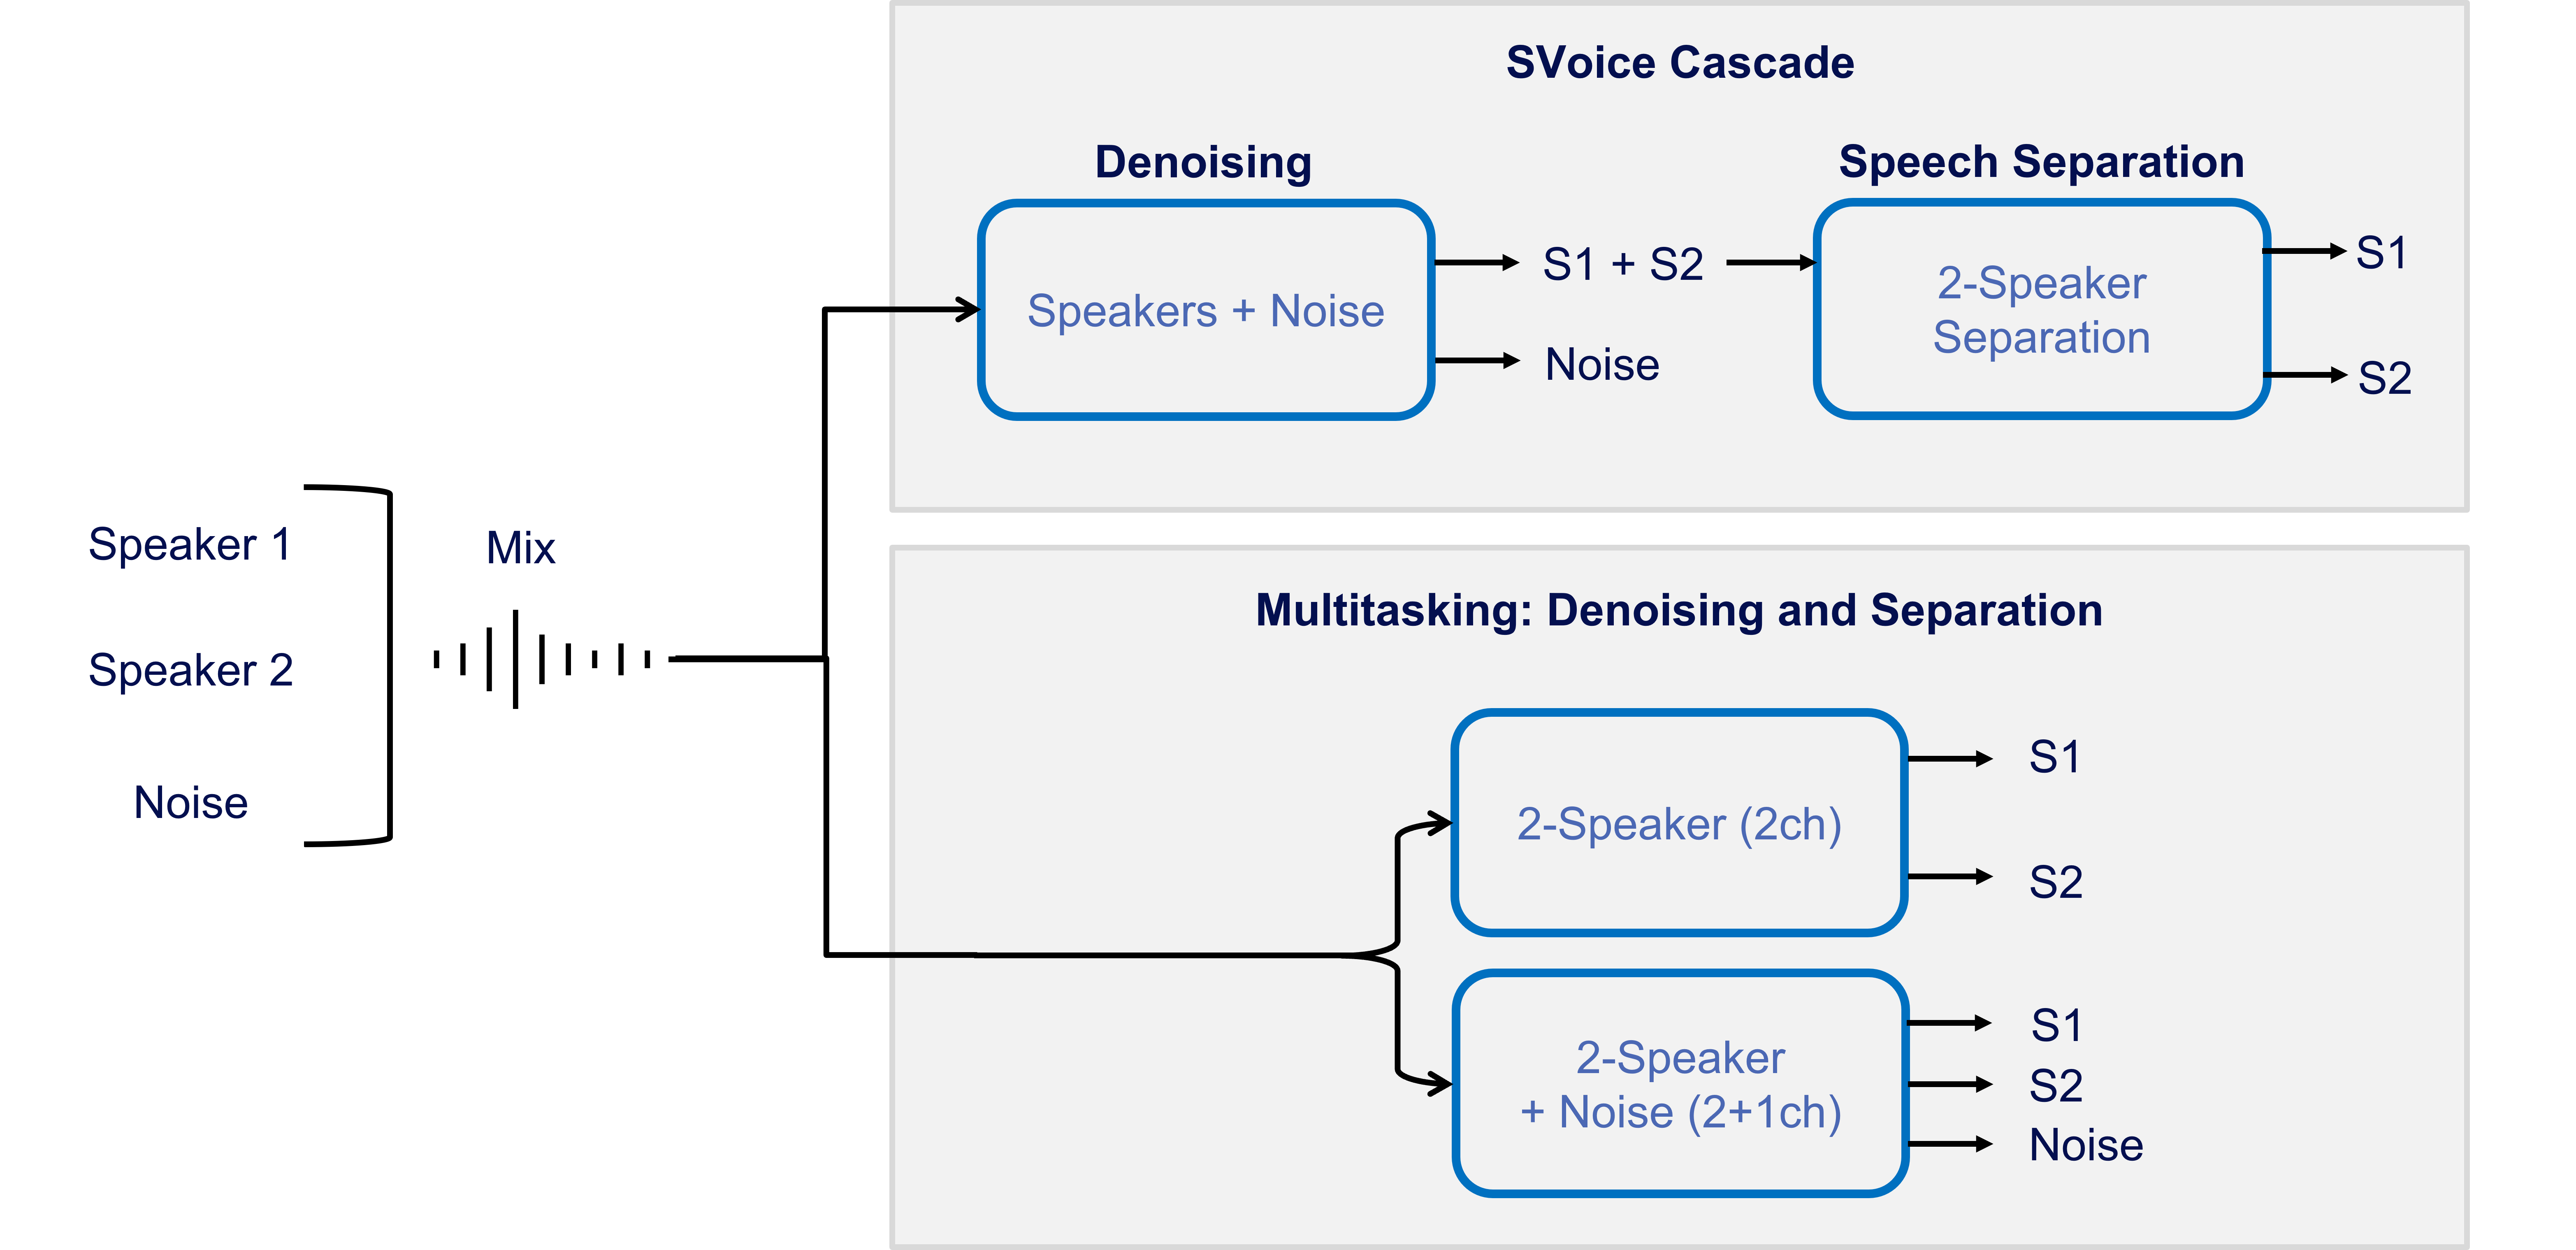 SVoice Cascade
Denoising
Speech Separation
Speakers + Noise
S1 + S2
Noise
2-Speaker
Separation
S1
S2
Speaker 1
Speaker 2
Noise
Mix
Multitasking: Denoising and Separation
2-Speaker (2ch)
S1
S2
2-Speaker
+ Noise (2+1ch)
S1
S2
Noise